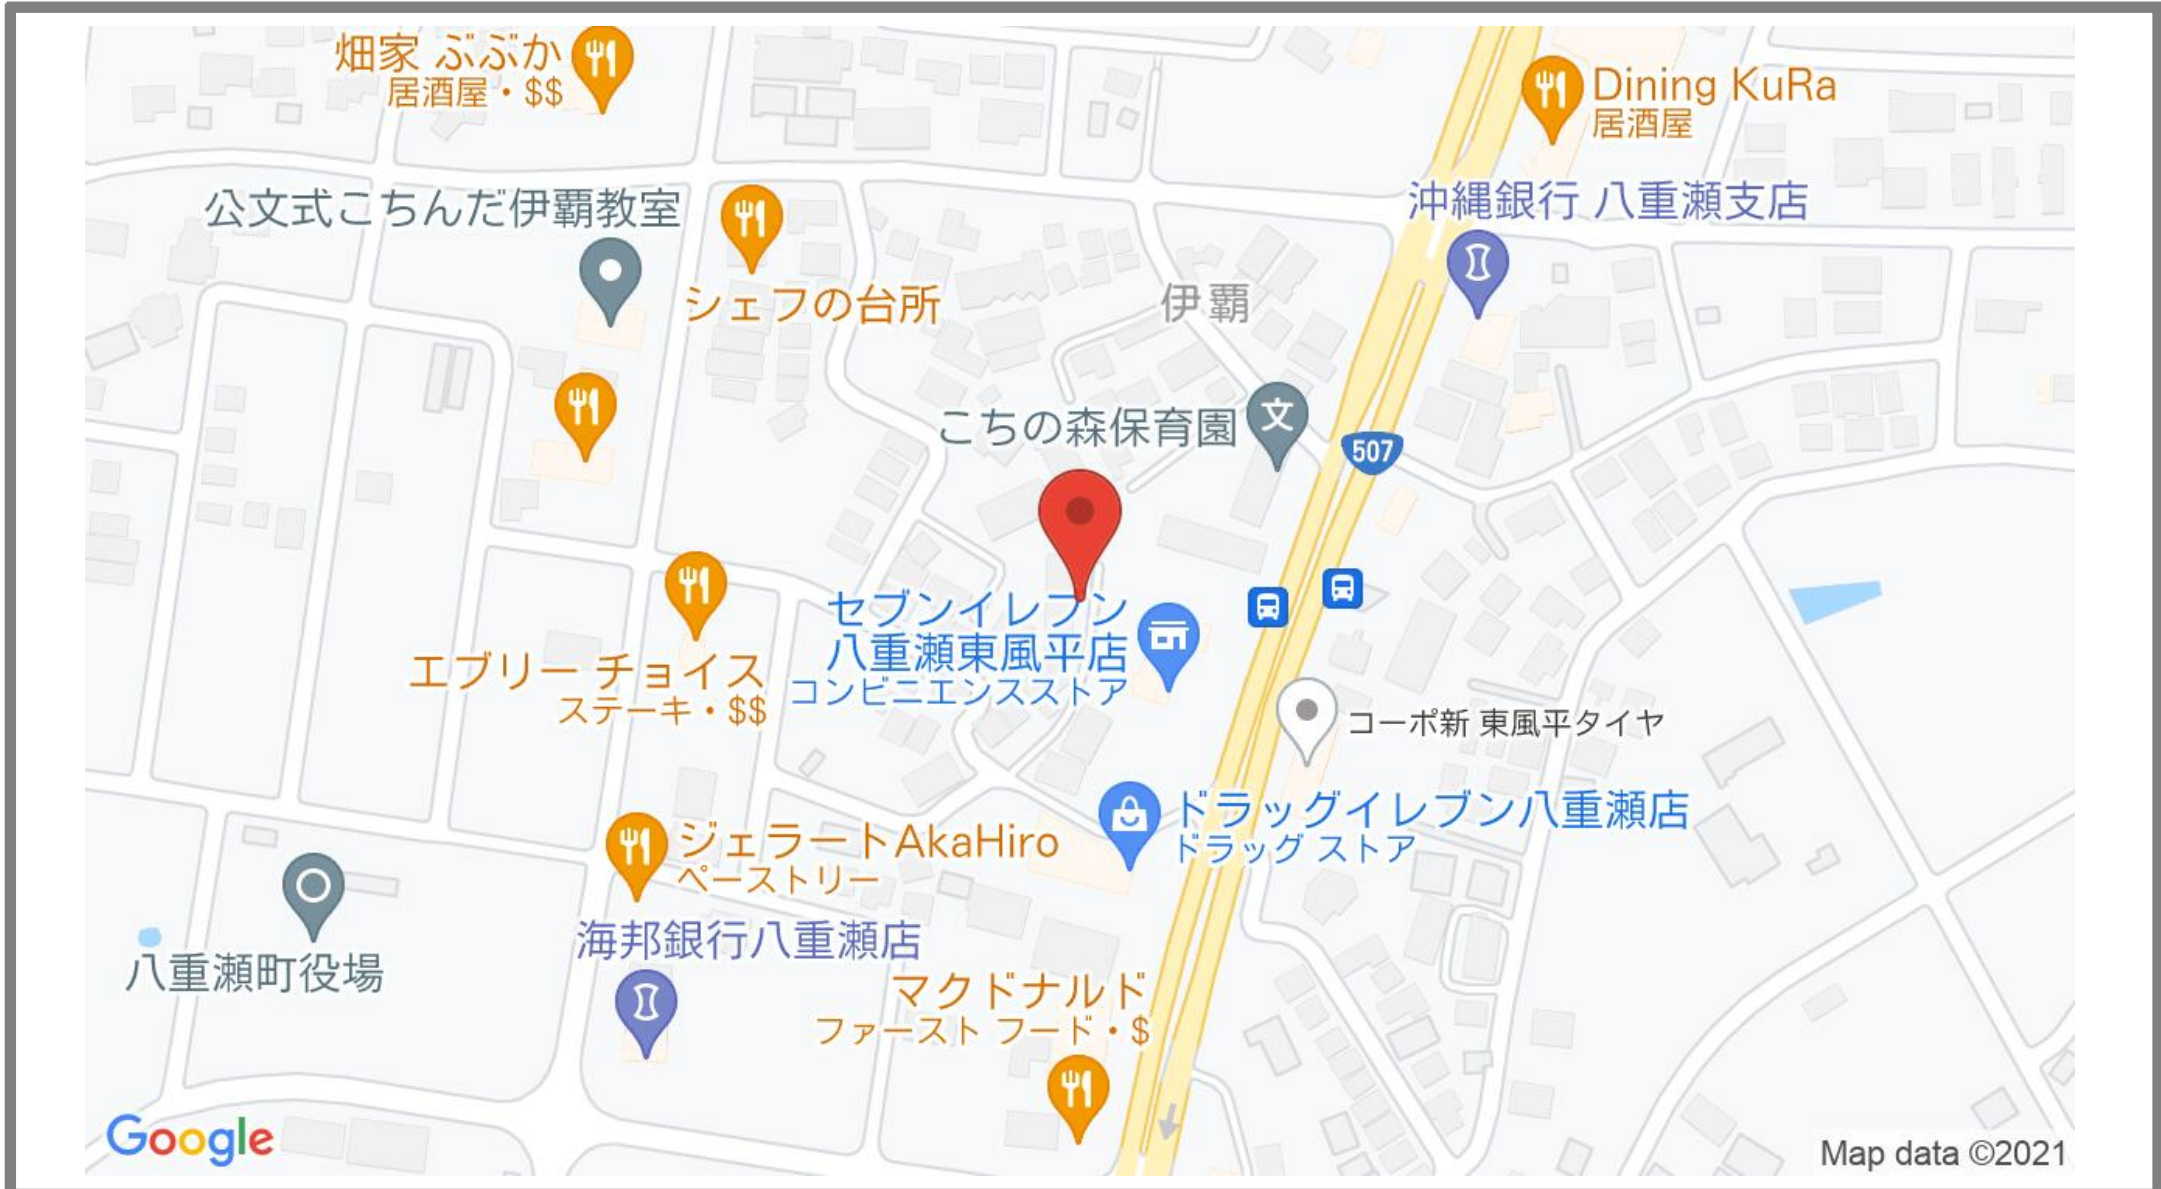 畑家 ぶぶか
居酒屋・$$
Dining KuRa
居酒屋
公文式こちんだ伊覇教室
沖縄銀行 八重瀬支店
シェフの台所
伊覇
こちの森保育園
文
507
セブンイレブン
八重瀬東風平店
コンビニエンスストア
エブリー チョイス
ステーキ・$$
コーポ新 東風平タイヤ
ドラッグイレブン八重瀬店
ドラッグ ストア
ジェラートAkaHiro
ペーストリー
海邦銀行八重瀬店
八重瀬町役場
マクドナルド
ファースト フード・$
Google
Map data ©2021